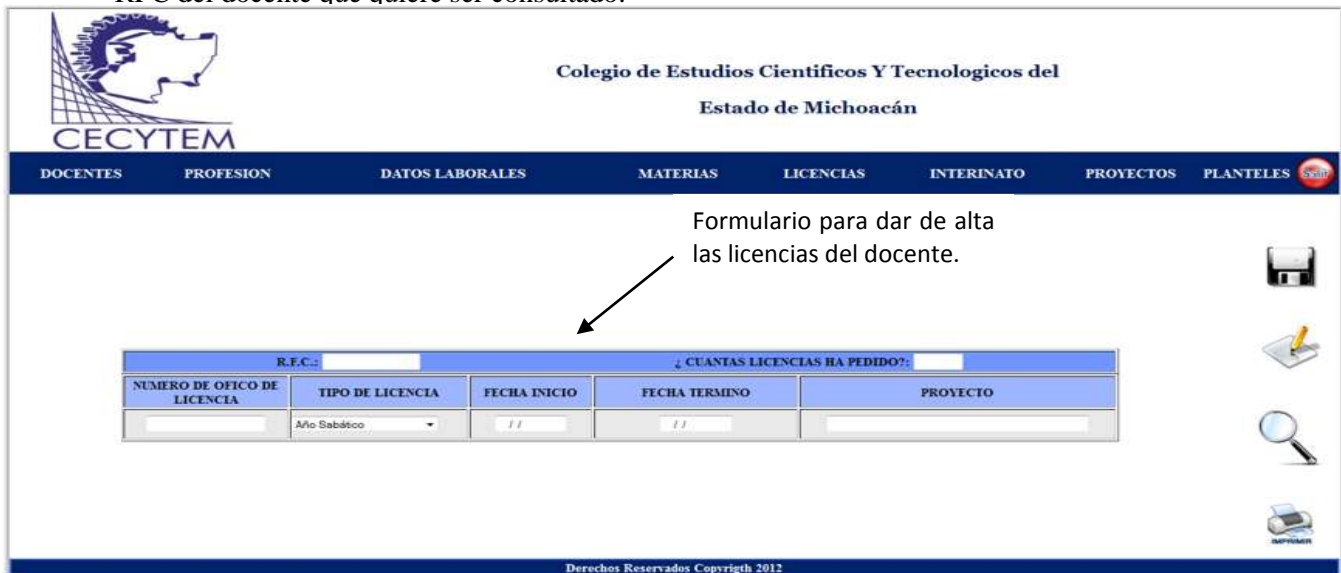 RFC del docente que quiere ser consultado.
CECYTEM
Colegio de Estudios Cientificos Y Tecnologicos del
Estado de Michoacán
DOCENTES PROFESION DATOS LABORALES MATERIAS LICENCIAS INTERINATO PROYECTOS PLANTELES Salir
Formulario para dar de alta
las licencias del docente.
R.F.C.: ¿ CUANTAS LICENCIAS HA PEDIDO?:
NUMERO DE OFICO DE
LICENCIA
TIPO DE LICENCIA FECHA INICIO FECHA TERMINO PROYECTO
Año Sabático / / / /
IMPRIMIR
Derechos Reservados Copyrigth 2012